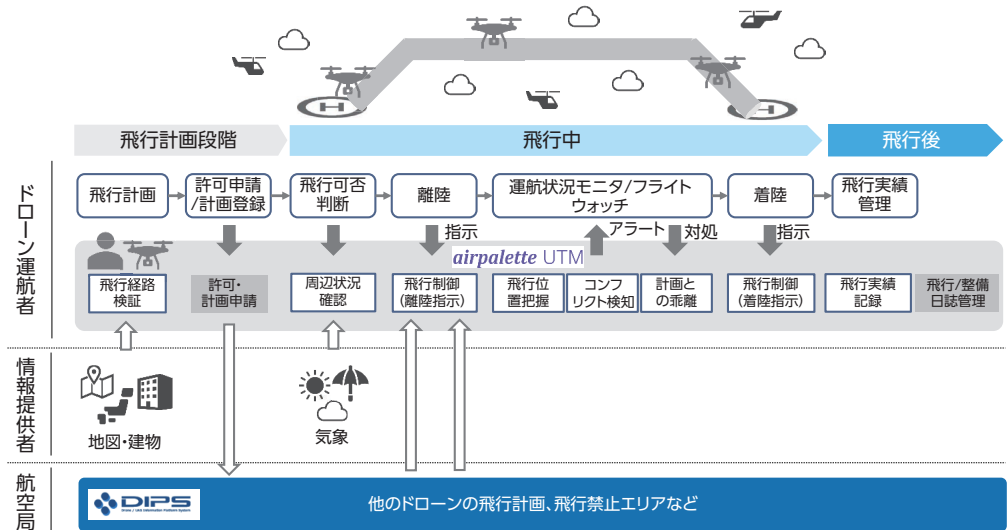 飛行計画段階
飛行中
飛行後
ドローン運航者
飛行計画
許可申請
/計画登録
飛行可否
判断
離陸
運航状況モニタ/フライト
ウォッチ
着陸
飛行実績
管理
指示
アラート
対処
指示
airpalette UTM
飛行経路
検証
許可・
計画申請
周辺状況
確認
飛行制御
(離陸指示)
飛行位
置把握
コンフ
リクト検知
計画と
の乖離
飛行制御
(着陸指示)
飛行実績
記録
飛行/整備
日誌管理
情報提供者
地図・建物
気象
航空局
DIPS
Drone / UAS Information Platform System
他のドローンの飛行計画、飛行禁止エリアなど
H
H